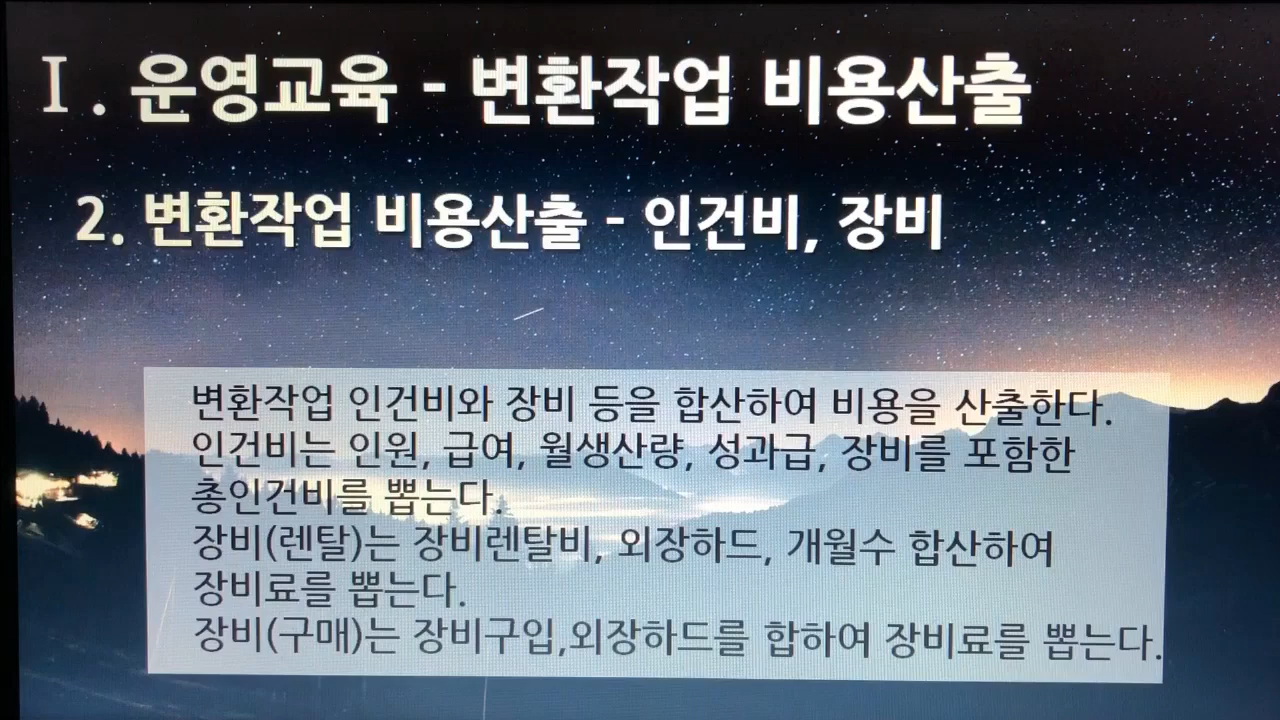 Ⅰ. 운영교육 - 변환작업 비용산출
2. 변환작업 비용산출 - 인건비, 장비
변환작업 인건비와 장비 등을 합산하여 비용을 산출한다.
인건비는 인원, 급여, 월생산량, 성과급, 장비를 포함한
총인건비를 뽑는다.
장비(렌탈)는 장비렌탈비, 외장하드, 개월수 합산하여
장비료를 뽑는다.
장비(구매)는 장비구입,외장하드를 합하여 장비료를 뽑는다.